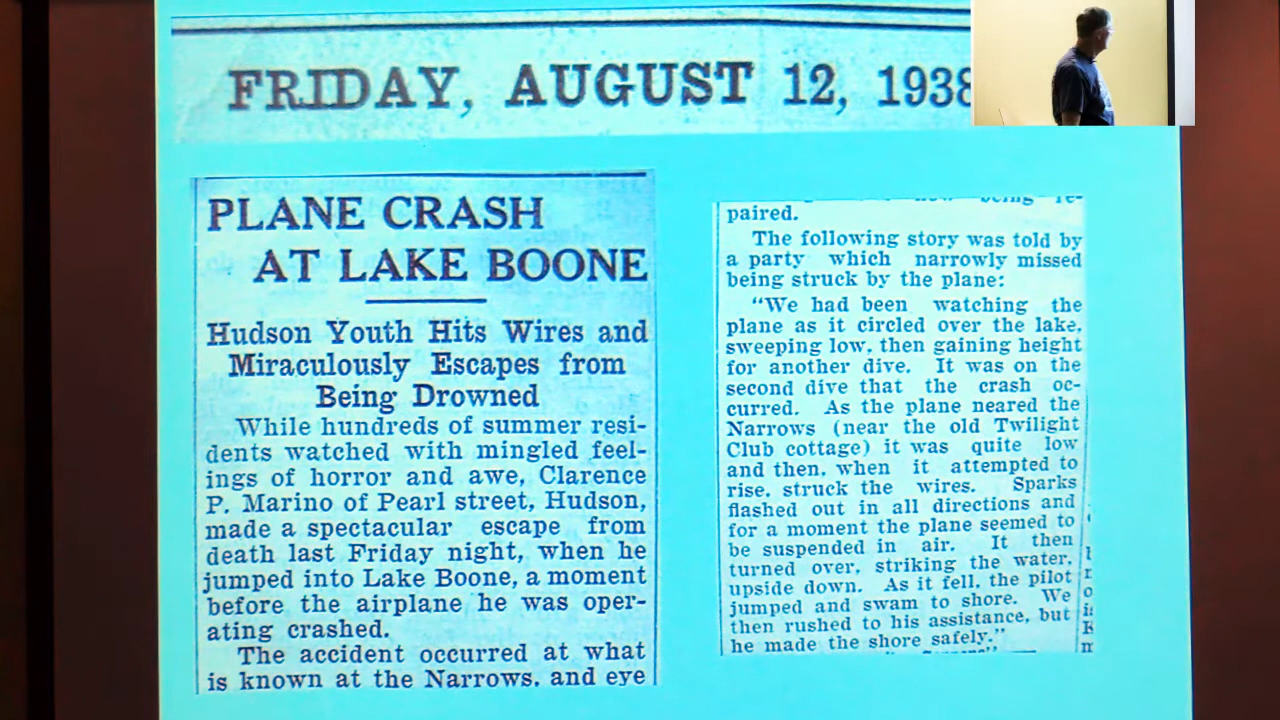 FRIDAY, AUGUST 12, 1938
PLANE CRASH
AT LAKE BOONE
Hudson Youth Hits Wires and
Miraculously Escapes from
Being Drowned
While hundreds of summer resi-
dents watched with mingled feel-
ings of horror and awe, Clarence
P. Marino of Pearl street, Hudson,
made a spectacular escape from
death last Friday night, when he
jumped into Lake Boone, a moment
before the airplane he was oper-
ating crashed.
The accident occurred at what
is known at the Narrows. and eye
being re-
paired.
The following story was told by
a party which narrowly missed
being struck by the plane:
"We had been watching the
plane as it circled over the lake,
sweeping low, then gaining height
for another dive. It was on the
second dive that the crash oc-
curred. As the plane neared the
Narrows (near the old Twilight
Club cottage) it was quite low
and then, when it attempted to
rise, struck the wires. Sparks
flashed out in all directions and
for a moment the plane seemed to
be suspended in air. It then
turned over, striking the water,
upside down. As it fell, the pilot
jumped and swam to shore. We
then rushed to his assistance, but
he made the shore safely."